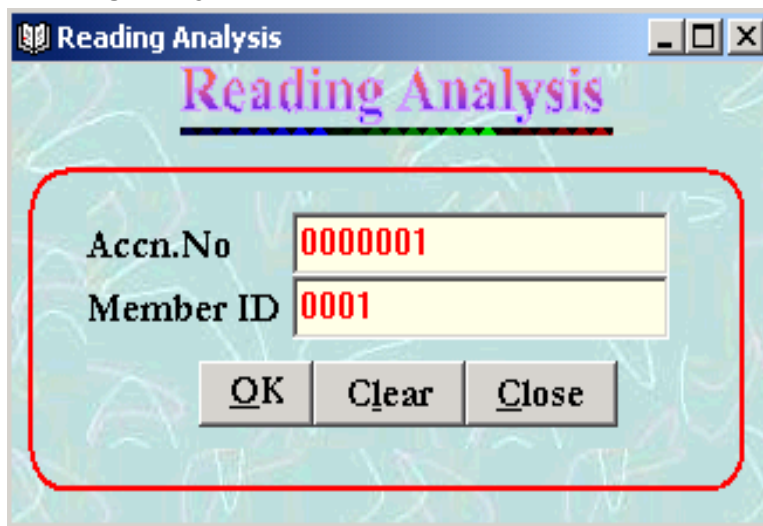 Reading Analysis
Reading Analysis
Accn.No 0000001
Member ID 0001
OK Clear Close